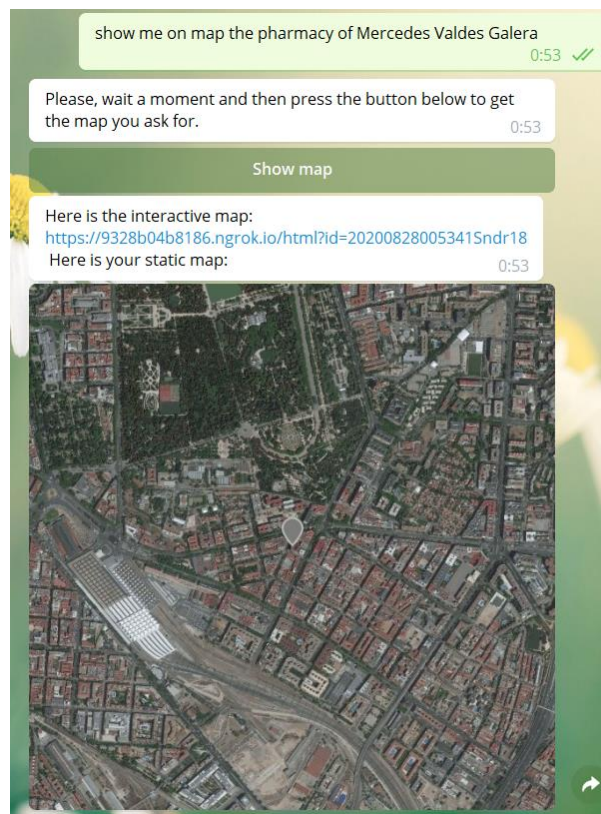 show me on map the pharmacy of Mercedes Valdes Galera
0:53
Please, wait a moment and then press the button below to get
the map you ask for.
0:53
Show map
Here is the interactive map:
https://9328b04b8186.ngrok.io/html?id=20200828005341Sndr18
Here is your static map:
0:53